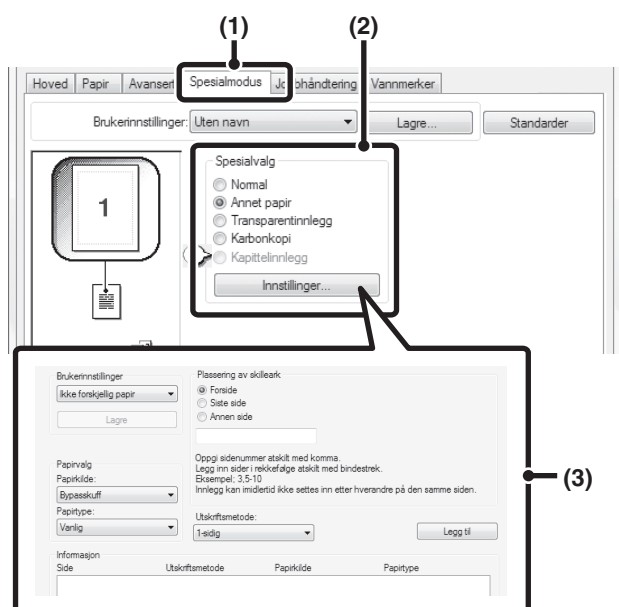 (1) (2)
Hoved Papir Avansert Spesialmodus Jobbhåndtering Vannmerker
Brukerinnstillinger: Uten navn Lagre... Standarder
Spesialvalg
Normal
Annet papir
Transparentinnlegg
Karbonkopi
Kapittelinnlegg
Innstillinger...
1
Brukerinnstillinger
Ikke forskjellig papir
Lagre
Plassering av skilleark
Forside
Siste side
Annen side
Oppgi sidenummer atskilt med komma.
Legg inn sider i rekkefølge atskilt med bindestrek.
Eksempel; 3,5-10
Innlegg kan imidlertid ikke settes inn etter hverandre på den samme siden.
(3)
Papirvalg
Papirkilde:
Bypasskuff
Papirtype:
Vanlig
Utskriftsmetode:
1-sidig
Legg til
Informasjon
Side Utskriftsmetode Papirkilde Papirtype